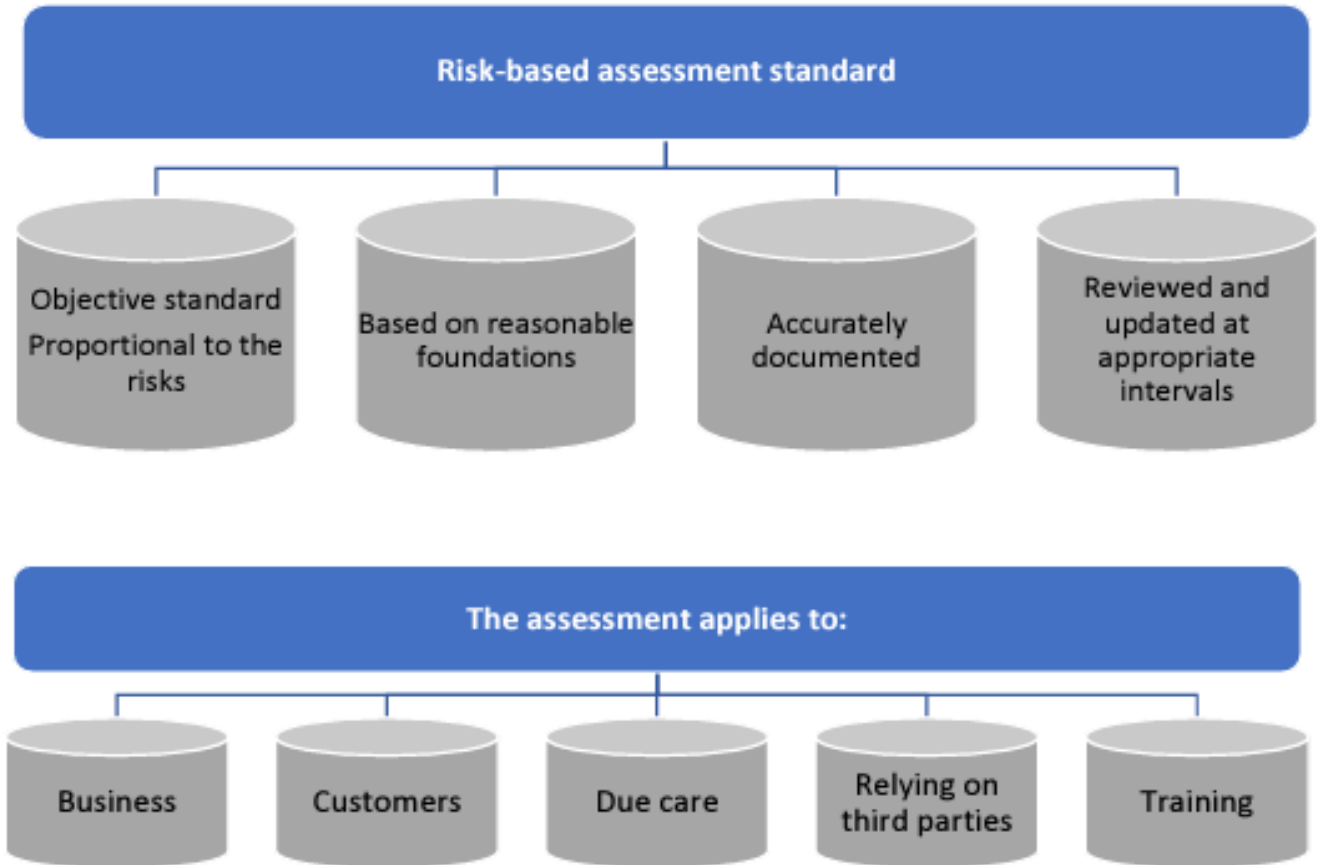 Risk-based assessment standard
Objective standard
Proportional to the
risks
Based on reasonable
foundations
Accurately
documented
Reviewed and
updated at
appropriate
intervals
The assessment applies to:
Business
Customers
Due care
Relying on
third parties
Training